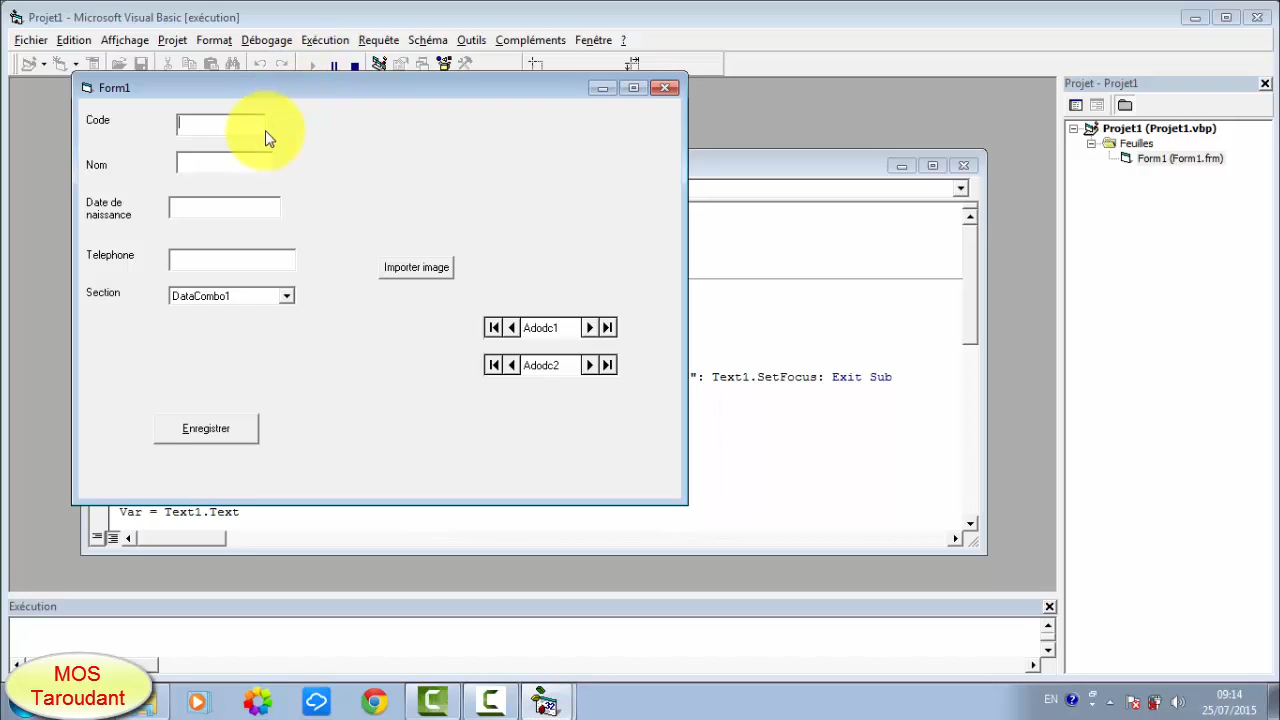 Projet1 - Microsoft Visual Basic [exécution]
Fichier Edition Affichage Projet Format Débogage Exécution Requête Schéma Outils Compléments Fenêtre ?
Form1
Code
Nom
Date de
naissance
Telephone
Section
DataCombo1
Importer image
Adodc1
Adodc2
Enregistrer
": Text1.SetFocus: Exit Sub
Var = Text1.Text
Projet - Projet1
Projet1 (Projet1.vbp)
Feuilles
Form1 (Form1.frm)
Exécution
MOS
Taroudant
32
EN
09:14
25/07/2015